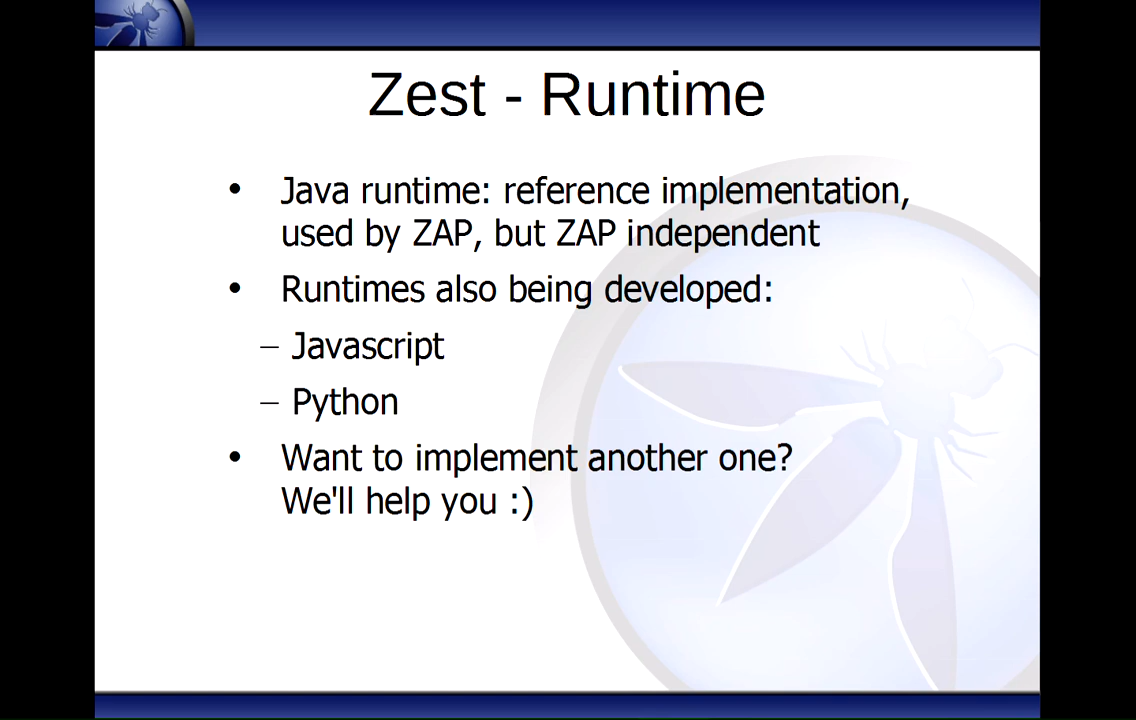 Zest - Runtime
• Java runtime: reference implementation,
used by ZAP, but ZAP independent
• Runtimes also being developed:
– Javascript
– Python
• Want to implement another one?
We'll help you :)